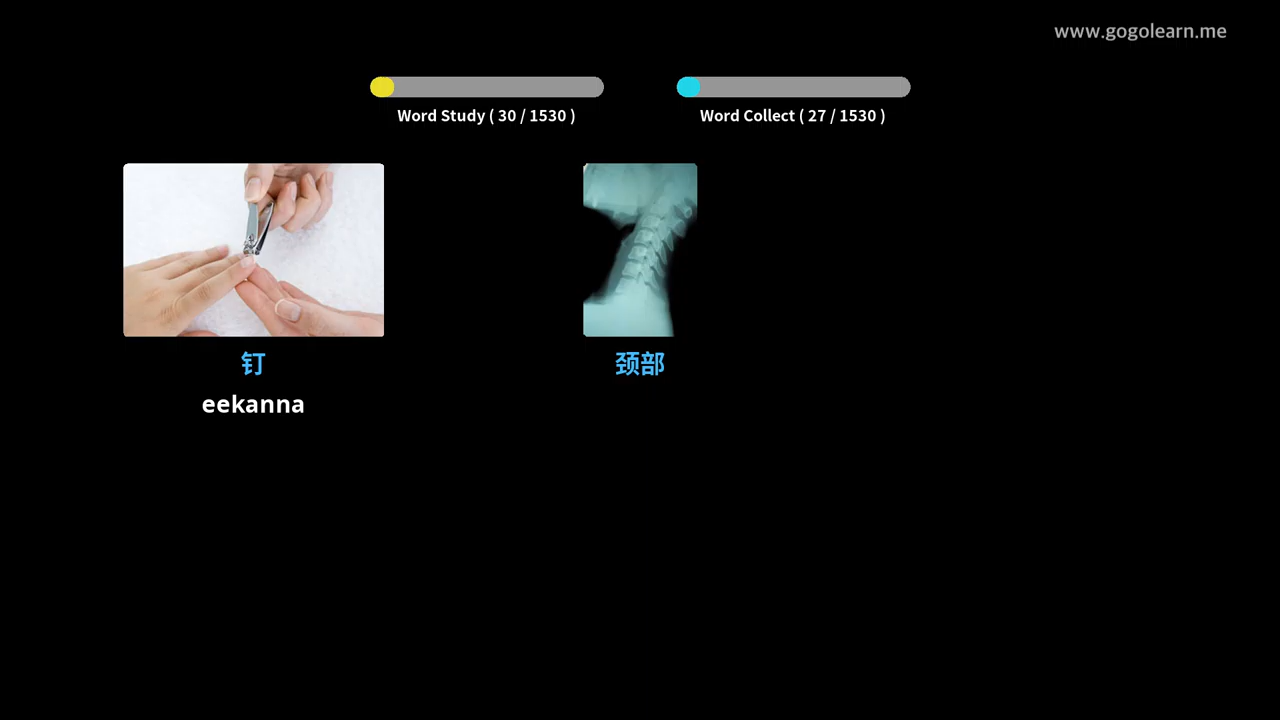 www.gogolearn.me
Word Study ( 30 / 1530 )
Word Collect ( 27 / 1530 )
钉
颈部
eekanna